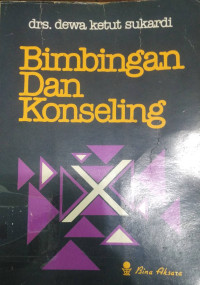 drs. dewa ketut sukardi
Bimbingan
Dan
Konseling
Bina Aksara